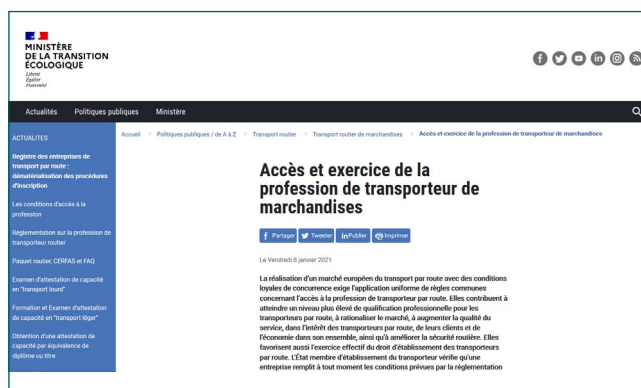 MINISTÈRE
DE LA TRANSITION
ÉCOLOGIQUE
Liberté
Égalité
Fraternité
Actualités Politiques publiques Ministère
Accueil > Politiques publiques / de A à Z > Transport routier > Transport routier de marchandises > Accès et exercice de la profession de transporteur de marchandises
ACTUALITES
Registre des entreprises de
transport par route :
dématérialisation des procédures
d'inscription
Les conditions d'accès à la
profession
Réglementation sur la profession de
transporteur routier
Paquet routier, CERFAS et FAQ
Examen d'attestation de capacité
en "transport lourd"
Formation et Examen d'attestation
de capacité en "transport léger"
Obtention d'une attestation de
capacité par équivalence de
diplôme ou titre
Accès et exercice de la
profession de transporteur de
marchandises
Partager Tweeter Publier Imprimer
Le Vendredi 8 janvier 2021
La réalisation d'un marché européen du transport par route avec des conditions
loyales de concurrence exige l'application uniforme de règles communes
concernant l'accès à la profession de transporteur par route. Elles contribuent à
atteindre un niveau plus élevé de qualification professionnelle pour les
transporteurs par route, à rationaliser le marché, à augmenter la qualité du
service, dans l'intérêt des transporteurs par route, de leurs clients et de
l'économie dans son ensemble, ainsi qu'à améliorer la sécurité routière. Elles
favorisent aussi l'exercice effectif du droit d'établissement des transporteurs
par route. L'État membre d'établissement du transporteur vérifie qu'une
entreprise remplit à tout moment les conditions prévues par la réglementation